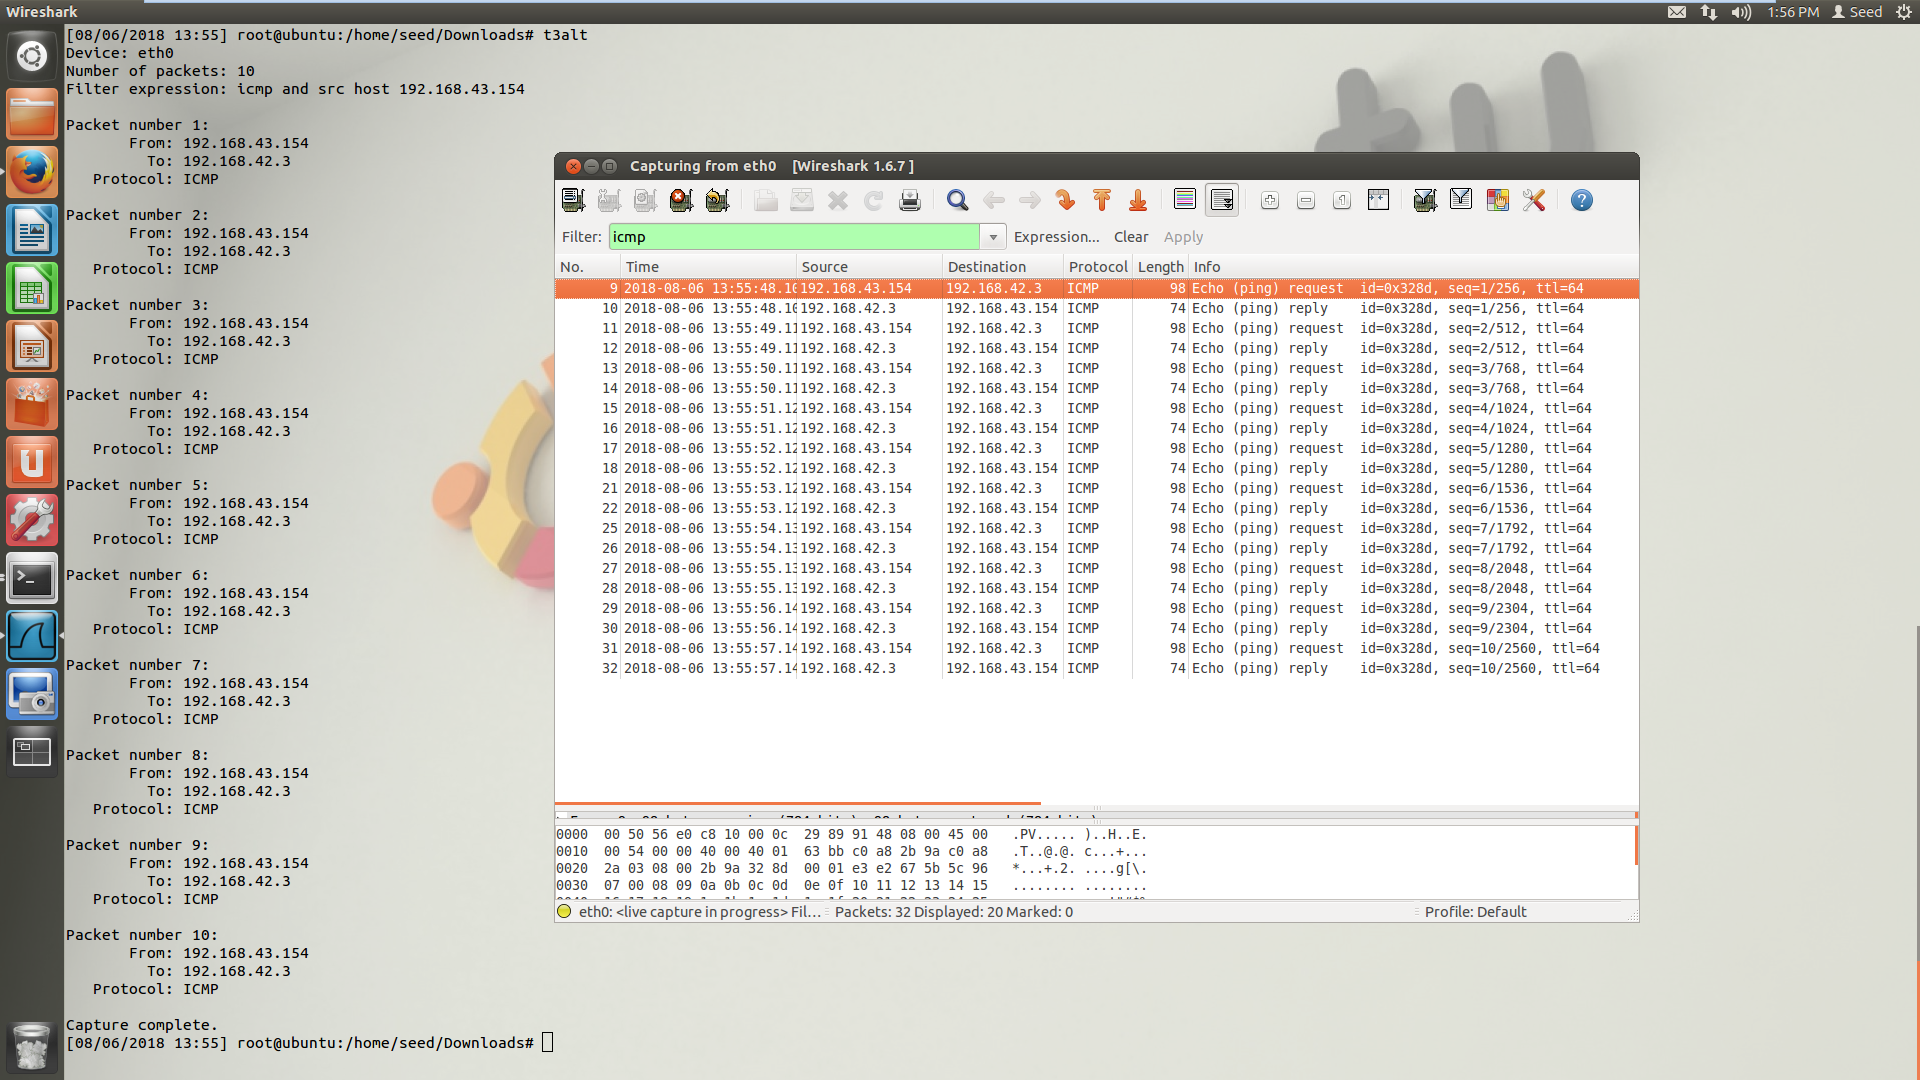 Wireshark
1:56 PM Seed
[08/06/2018 13:55] root@ubuntu:/home/seed/Downloads# t3alt
Device: eth0
Number of packets: 10
Filter expression: icmp and src host 192.168.43.154
Packet number 1:
From: 192.168.43.154
To: 192.168.42.3
Protocol: ICMP
Packet number 2:
From: 192.168.43.154
To: 192.168.42.3
Protocol: ICMP
Packet number 3:
From: 192.168.43.154
To: 192.168.42.3
Protocol: ICMP
Packet number 4:
From: 192.168.43.154
To: 192.168.42.3
Protocol: ICMP
Packet number 5:
From: 192.168.43.154
To: 192.168.42.3
Protocol: ICMP
Packet number 6:
From: 192.168.43.154
To: 192.168.42.3
Protocol: ICMP
Packet number 7:
From: 192.168.43.154
To: 192.168.42.3
Protocol: ICMP
Packet number 8:
From: 192.168.43.154
To: 192.168.42.3
Protocol: ICMP
Packet number 9:
From: 192.168.43.154
To: 192.168.42.3
Protocol: ICMP
Packet number 10:
From: 192.168.43.154
To: 192.168.42.3
Protocol: ICMP
Capture complete.
[08/06/2018 13:55] root@ubuntu:/home/seed/Downloads#
Capturing from eth0 [Wireshark 1.6.7 ]
Filter: icmp Expression... Clear Apply
No. Time Source Destination Protocol Length Info
9 2018-08-06 13:55:48.10 192.168.43.154 192.168.42.3 ICMP 98 Echo (ping) request id=0x328d, seq=1/256, ttl=64
10 2018-08-06 13:55:48.10 192.168.42.3 192.168.43.154 ICMP 74 Echo (ping) reply id=0x328d, seq=1/256, ttl=64
11 2018-08-06 13:55:49.11 192.168.43.154 192.168.42.3 ICMP 98 Echo (ping) request id=0x328d, seq=2/512, ttl=64
12 2018-08-06 13:55:49.11 192.168.42.3 192.168.43.154 ICMP 74 Echo (ping) reply id=0x328d, seq=2/512, ttl=64
13 2018-08-06 13:55:50.11 192.168.43.154 192.168.42.3 ICMP 98 Echo (ping) request id=0x328d, seq=3/768, ttl=64
14 2018-08-06 13:55:50.11 192.168.42.3 192.168.43.154 ICMP 74 Echo (ping) reply id=0x328d, seq=3/768, ttl=64
15 2018-08-06 13:55:51.12 192.168.43.154 192.168.42.3 ICMP 98 Echo (ping) request id=0x328d, seq=4/1024, ttl=64
16 2018-08-06 13:55:51.12 192.168.42.3 192.168.43.154 ICMP 74 Echo (ping) reply id=0x328d, seq=4/1024, ttl=64
17 2018-08-06 13:55:52.12 192.168.43.154 192.168.42.3 ICMP 98 Echo (ping) request id=0x328d, seq=5/1280, ttl=64
18 2018-08-06 13:55:52.12 192.168.42.3 192.168.43.154 ICMP 74 Echo (ping) reply id=0x328d, seq=5/1280, ttl=64
21 2018-08-06 13:55:53.12 192.168.43.154 192.168.42.3 ICMP 98 Echo (ping) request id=0x328d, seq=6/1536, ttl=64
22 2018-08-06 13:55:53.12 192.168.42.3 192.168.43.154 ICMP 74 Echo (ping) reply id=0x328d, seq=6/1536, ttl=64
25 2018-08-06 13:55:54.13 192.168.43.154 192.168.42.3 ICMP 98 Echo (ping) request id=0x328d, seq=7/1792, ttl=64
26 2018-08-06 13:55:54.13 192.168.42.3 192.168.43.154 ICMP 74 Echo (ping) reply id=0x328d, seq=7/1792, ttl=64
27 2018-08-06 13:55:55.13 192.168.43.154 192.168.42.3 ICMP 98 Echo (ping) request id=0x328d, seq=8/2048, ttl=64
28 2018-08-06 13:55:55.13 192.168.42.3 192.168.43.154 ICMP 74 Echo (ping) reply id=0x328d, seq=8/2048, ttl=64
29 2018-08-06 13:55:56.14 192.168.43.154 192.168.42.3 ICMP 98 Echo (ping) request id=0x328d, seq=9/2304, ttl=64
30 2018-08-06 13:55:56.14 192.168.42.3 192.168.43.154 ICMP 74 Echo (ping) reply id=0x328d, seq=9/2304, ttl=64
31 2018-08-06 13:55:57.14 192.168.43.154 192.168.42.3 ICMP 98 Echo (ping) request id=0x328d, seq=10/2560, ttl=64
32 2018-08-06 13:55:57.14 192.168.42.3 192.168.43.154 ICMP 74 Echo (ping) reply id=0x328d, seq=10/2560, ttl=64
0000 00 50 56 e0 c8 10 00 0c 29 89 91 48 08 00 45 00 .PV..... )..H..E.
0010 00 54 00 00 40 00 40 01 63 bb c0 a8 2b 9a c0 a8 .T..@.@. c...+...
0020 2a 03 08 00 2b 9a 32 8d 00 01 e3 e2 67 5b 5c 96 *...+.2. ....g[\.
0030 07 00 08 09 0a 0b 0c 0d 0e 0f 10 11 12 13 14 15 ........ ........
eth0: <live capture in progress> Fil... Packets: 32 Displayed: 20 Marked: 0 Profile: Default